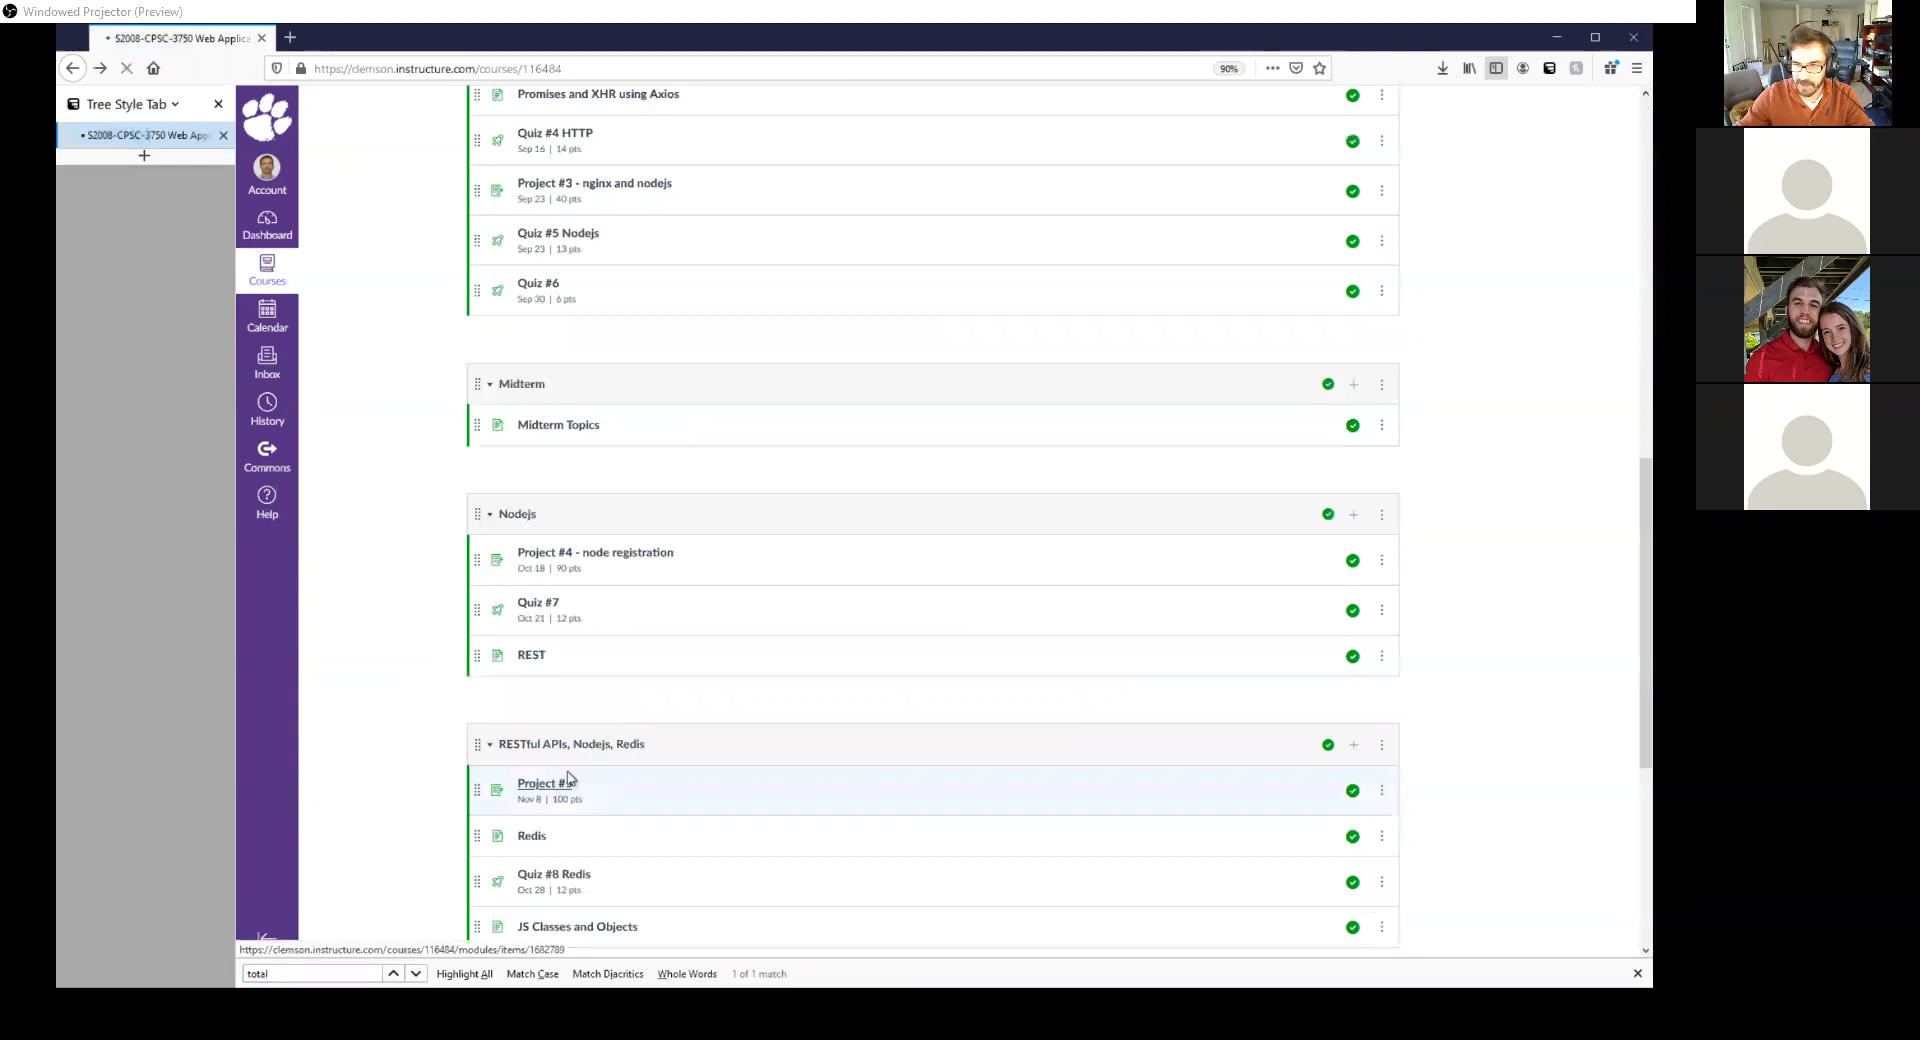 Windowed Projector (Preview)
S2008-CPSC-3750 Web Applica
https://clemson.instructure.com/courses/116484
90%
Tree Style Tab
S2008-CPSC-3750 Web App
Account
Dashboard
Courses
Calendar
Inbox
History
Commons
Help
Promises and XHR using Axios
Quiz #4 HTTP
Sep 16 | 14 pts
Project #3 - nginx and nodejs
Sep 23 | 40 pts
Quiz #5 Nodejs
Sep 23 | 13 pts
Quiz #6
Sep 30 | 6 pts
Midterm
Midterm Topics
Nodejs
Project #4 - node registration
Oct 18 | 90 pts
Quiz #7
Oct 21 | 12 pts
REST
RESTful APIs, Nodejs, Redis
Project #5
Nov 8 | 100 pts
Redis
Quiz #8 Redis
Oct 28 | 12 pts
JS Classes and Objects
https://clemson.instructure.com/courses/116484/modules/items/1682789
total
Highlight All Match Case Match Diacritics Whole Words 1 of 1 match